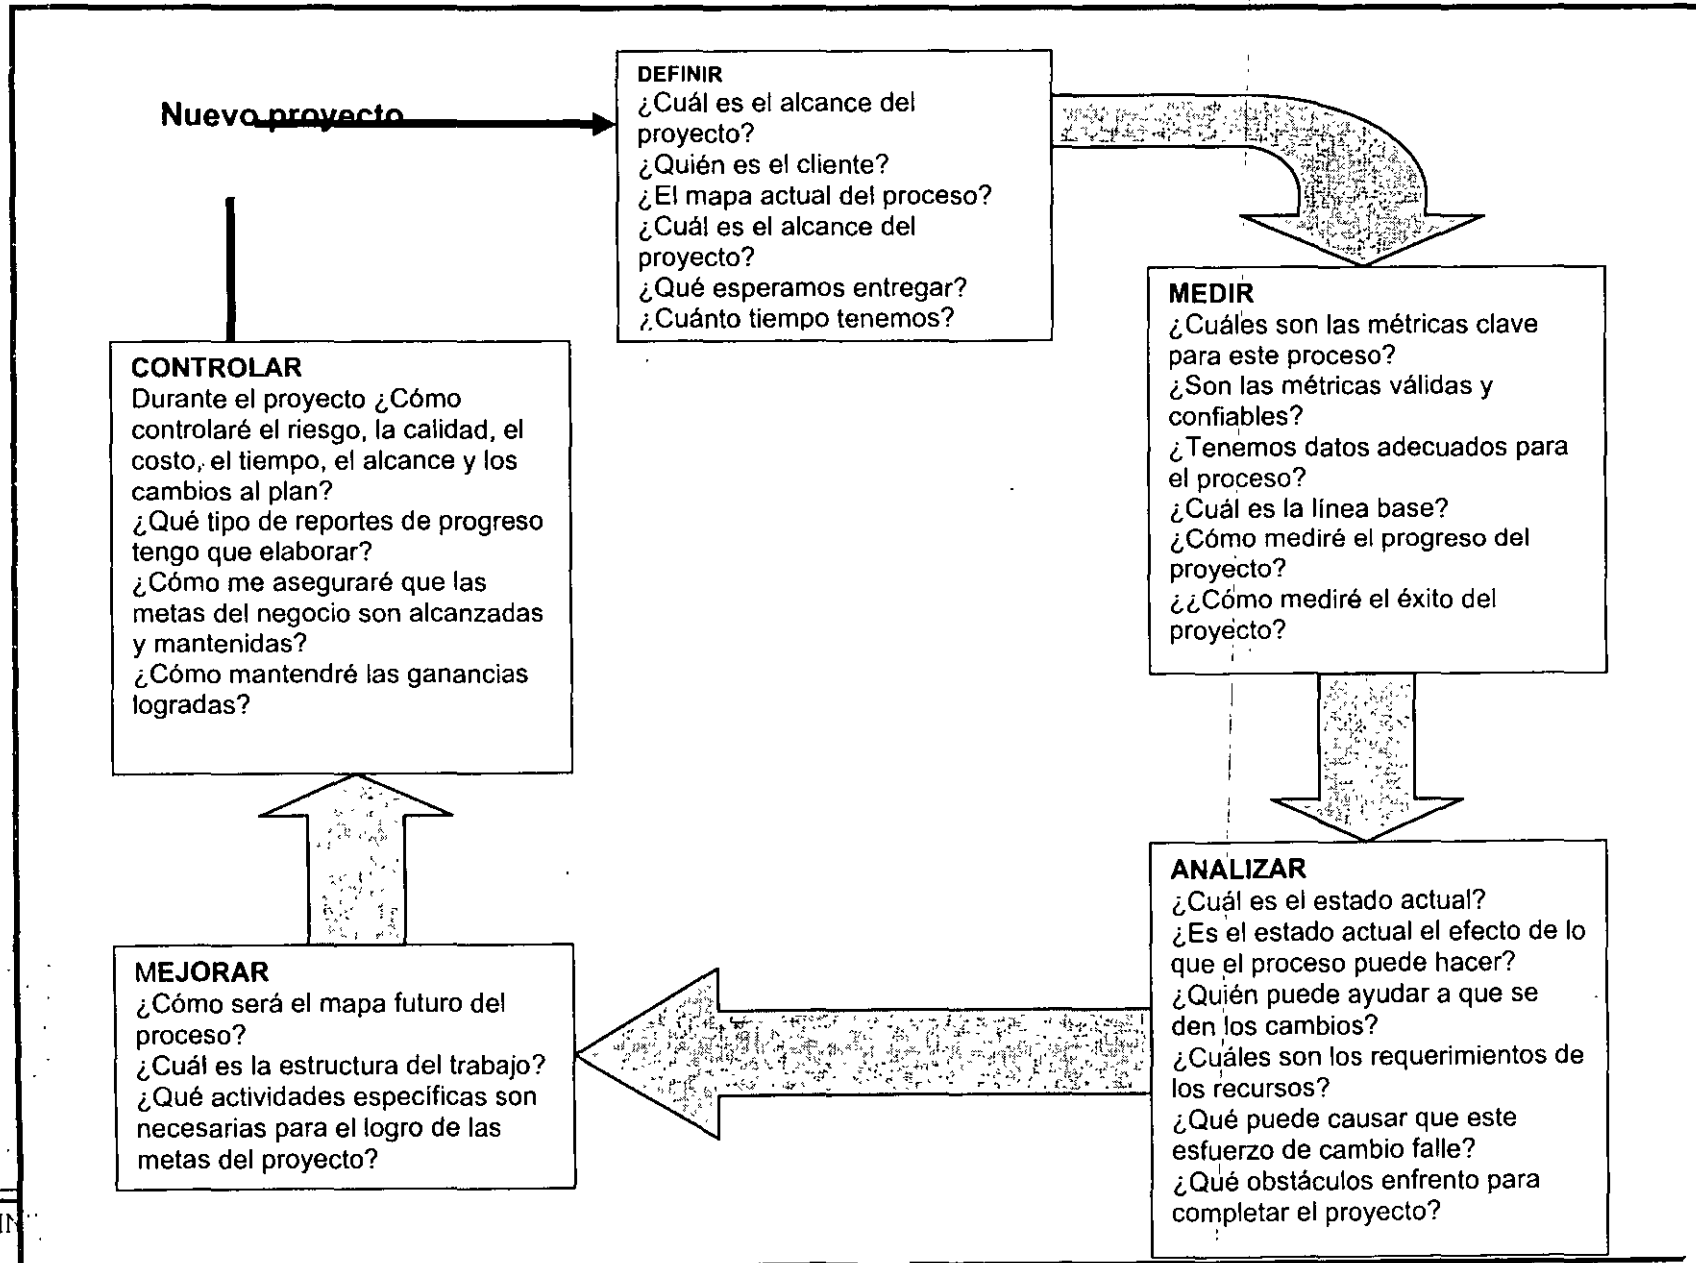 Nuevo proyecto
DEFINIR
¿Cuál es el alcance del
proyecto?
¿Quién es el cliente?
¿El mapa actual del proceso?
¿Cuál es el alcance del
proyecto?
¿Qué esperamos entregar?
¿Cuánto tiempo tenemos?
MEDIR
¿Cuáles son las métricas clave
para este proceso?
¿Son las métricas válidas y
confiables?
¿Tenemos datos adecuados para
el proceso?
¿Cuál es la línea base?
¿Cómo mediré el progreso del
proyecto?
¿¿Cómo mediré el éxito del
proyecto?
ANALIZAR
¿Cuál es el estado actual?
¿Es el estado actual el efecto de lo
que el proceso puede hacer?
¿Quién puede ayudar a que se
den los cambios?
¿Cuáles son los requerimientos de
los recursos?
¿Qué puede causar que este
esfuerzo de cambio falle?
¿Qué obstáculos enfrento para
completar el proyecto?
MEJORAR
¿Cómo será el mapa futuro del
proceso?
¿Cuál es la estructura del trabajo?
¿Qué actividades específicas son
necesarias para el logro de las
metas del proyecto?
CONTROLAR
Durante el proyecto ¿Cómo
controlaré el riesgo, la calidad, el
costo, el tiempo, el alcance y los
cambios al plan?
¿Qué tipo de reportes de progreso
tengo que elaborar?
¿Cómo me aseguraré que las
metas del negocio son alcanzadas
y mantenidas?
¿Cómo mantendré las ganancias
logradas?